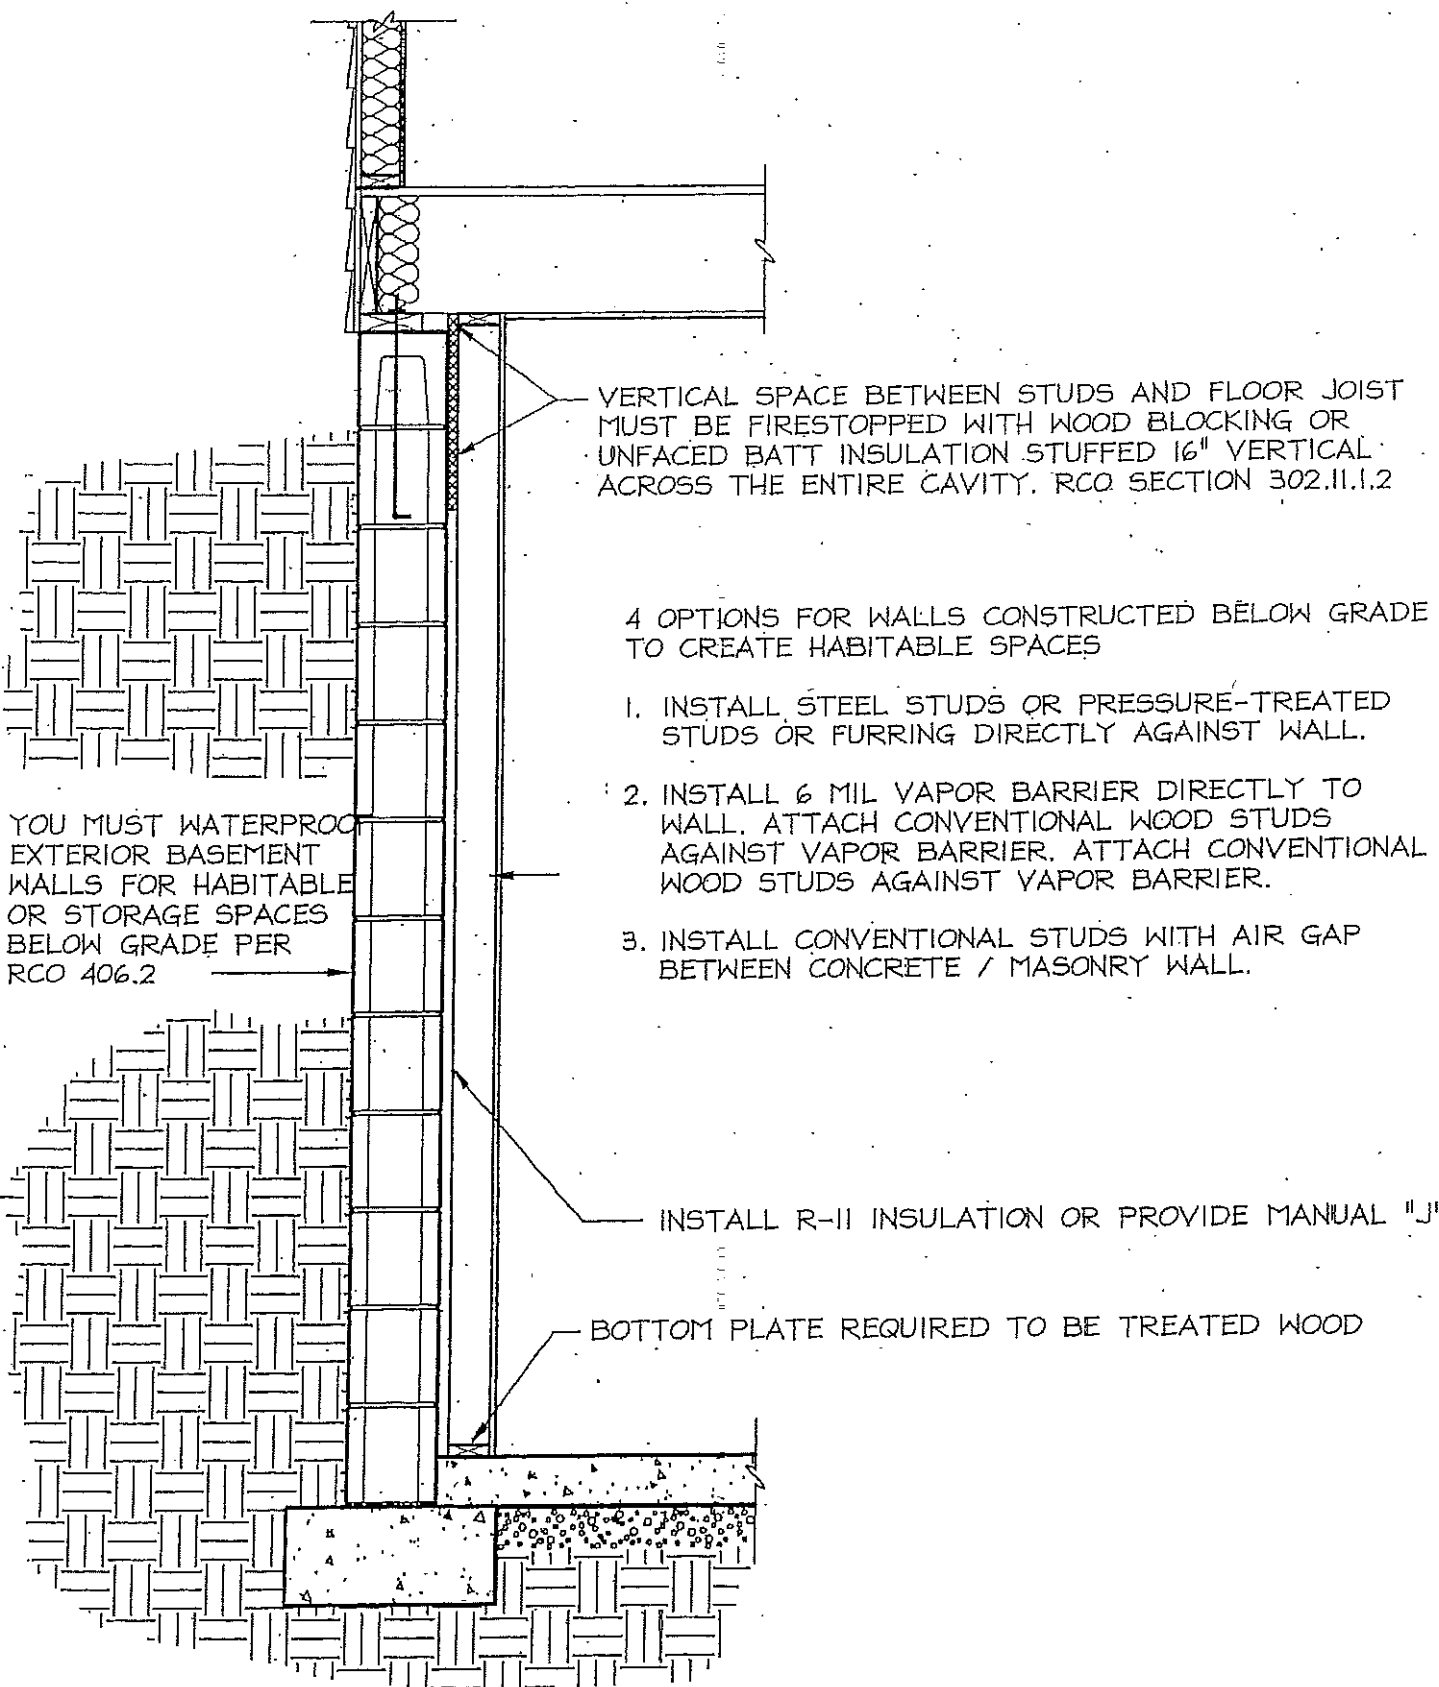 VERTICAL SPACE BETWEEN STUDS AND FLOOR JOIST
MUST BE FIRESTOPPED WITH WOOD BLOCKING OR
UNFACED BATT INSULATION STUFFED 16" VERTICAL
ACROSS THE ENTIRE CAVITY. RCO SECTION 302.11.1.2
4 OPTIONS FOR WALLS CONSTRUCTED BELOW GRADE
TO CREATE HABITABLE SPACES
1. INSTALL STEEL STUDS OR PRESSURE-TREATED
STUDS OR FURRING DIRECTLY AGAINST WALL.
2. INSTALL 6 MIL VAPOR BARRIER DIRECTLY TO
WALL. ATTACH CONVENTIONAL WOOD STUDS
AGAINST VAPOR BARRIER. ATTACH CONVENTIONAL
WOOD STUDS AGAINST VAPOR BARRIER.
3. INSTALL CONVENTIONAL STUDS WITH AIR GAP
BETWEEN CONCRETE / MASONRY WALL.
YOU MUST WATERPROOF
EXTERIOR BASEMENT
WALLS FOR HABITABLE
OR STORAGE SPACES
BELOW GRADE PER
RCO 406.2
INSTALL R-11 INSULATION OR PROVIDE MANUAL "J"
BOTTOM PLATE REQUIRED TO BE TREATED WOOD